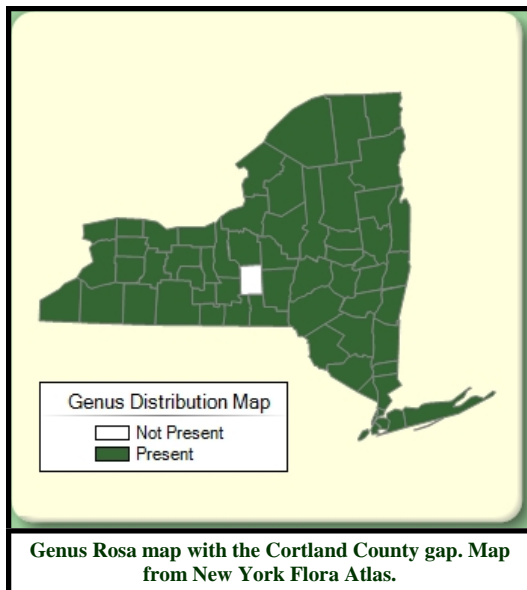 Genus Distribution Map
Not Present
Present
Genus Rosa map with the Cortland County gap. Map
from New York Flora Atlas.